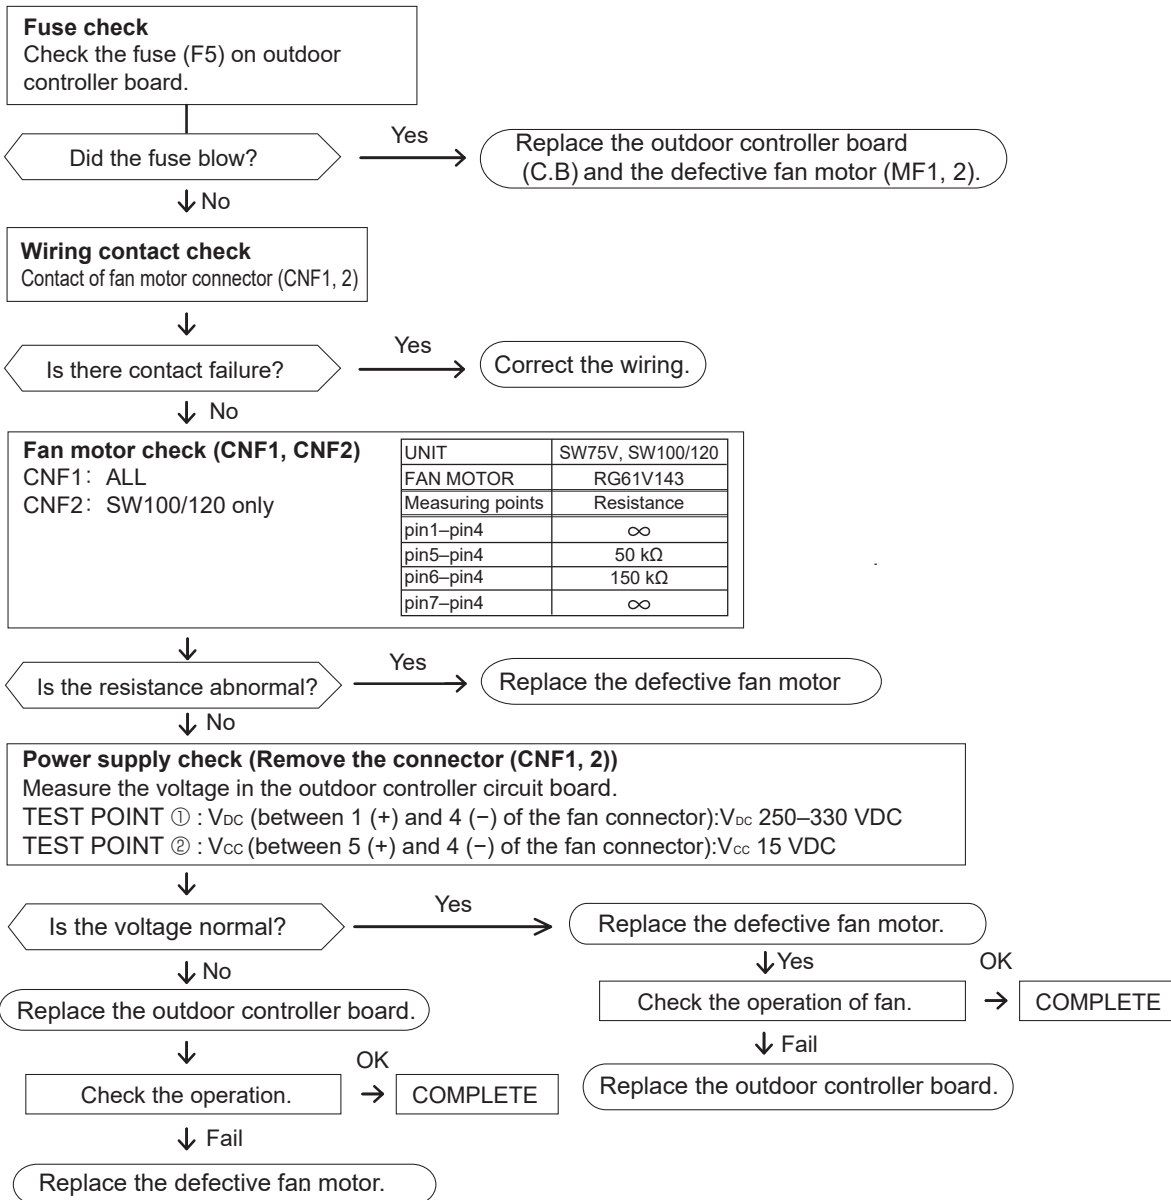 Fuse check
Check the fuse (F5) on outdoor
controller board.
Did the fuse blow?
Yes
Replace the outdoor controller board
(C.B) and the defective fan motor (MF1, 2).
No
Wiring contact check
Contact of fan motor connector (CNF1, 2)
Is there contact failure?
Yes
Correct the wiring.
No
Fan motor check (CNF1, CNF2)
CNF1: ALL
CNF2: SW100/120 only
UNIT SW75V, SW100/120
FAN MOTOR RG61V143
Measuring points Resistance
pin1–pin4 ∞
pin5–pin4 50 kΩ
pin6–pin4 150 kΩ
pin7–pin4 ∞
Is the resistance abnormal?
Yes
Replace the defective fan motor
No
Power supply check (Remove the connector (CNF1, 2))
Measure the voltage in the outdoor controller circuit board.
TEST POINT ① : VDC (between 1 (+) and 4 (−) of the fan connector):VDC 250–330 VDC
TEST POINT ② : VCC (between 5 (+) and 4 (−) of the fan connector):Vcc 15 VDC
Is the voltage normal?
Yes
Replace the defective fan motor.
Yes
Check the operation of fan.
OK
COMPLETE
Fail
Replace the outdoor controller board.
No
Replace the outdoor controller board.
Check the operation.
OK
COMPLETE
Fail
Replace the defective fan motor.